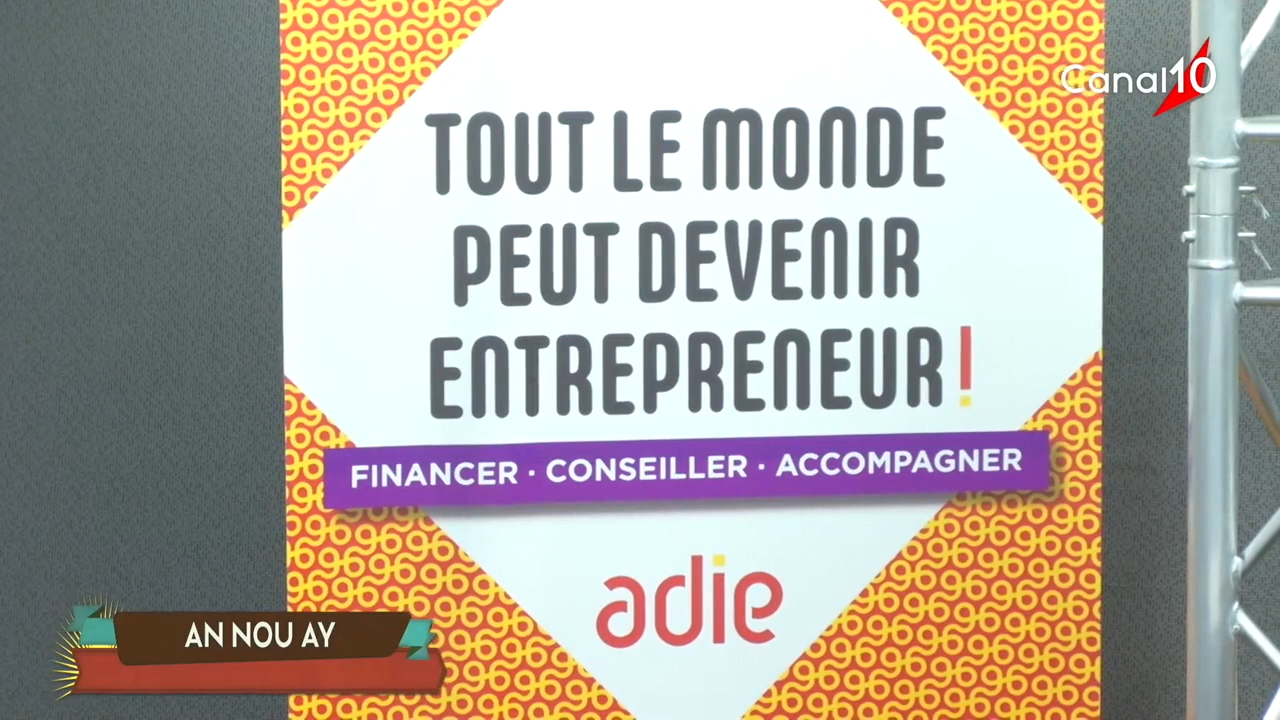 Canal10
TOUT LE MONDE
PEUT DEVENIR
ENTREPRENEUR!
FINANCER · CONSEILLER · ACCOMPAGNER
adie
AN NOU AY